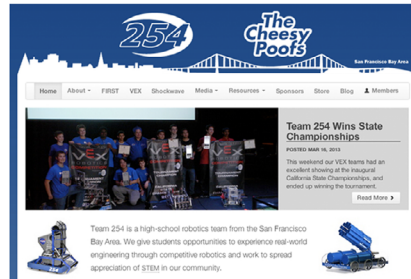 254
The
Cheesy
Poofs
San Francisco Bay Area
Home About FIRST VEX Shockwave Media Resources Sponsors Store Blog Members
Team 254 Wins State
Championships
POSTED MAR 16, 2013
This weekend our VEX teams had an
excellent showing at the inaugural
California State Championships, and
ended up winning the tournament.
Read More
Team 254 is a high-school robotics team from the San Francisco
Bay Area. We give students opportunities to experience real-world
engineering through competitive robotics and work to spread
appreciation of STEM in our community.